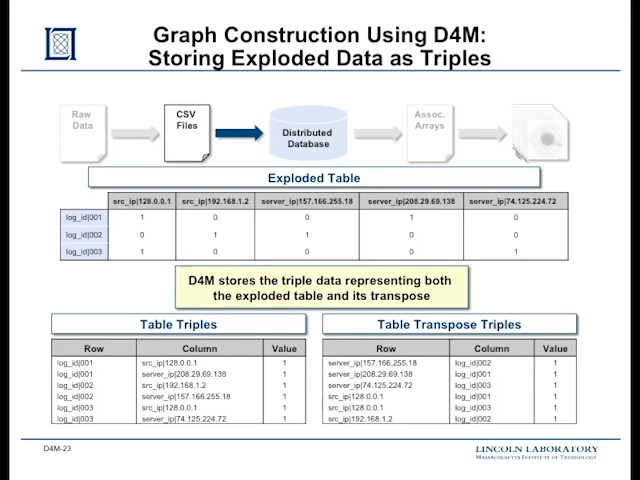 Graph Construction Using D4M:
Storing Exploded Data as Triples
Raw
Data
CSV
Files
Distributed
Database
Assoc.
Arrays
Exploded Table
src_ip|128.0.0.1 src_ip|192.168.1.2 server_ip|157.166.255.18 server_ip|208.29.69.138 server_ip|74.125.224.72
log_id|001 1 0 0 1 0
log_id|002 0 1 1 0 0
log_id|003 1 0 0 0 1
D4M stores the triple data representing both
the exploded table and its transpose
Table Triples
Row Column Value
log_id|001 src_ip|128.0.0.1 1
log_id|001 server_ip|208.29.69.138 1
log_id|002 src_ip|192.168.1.2 1
log_id|002 server_ip|157.166.255.18 1
log_id|003 src_ip|128.0.0.1 1
log_id|003 server_ip|74.125.224.72 1
Table Transpose Triples
Row Column Value
server_ip|157.166.255.18 log_id|002 1
server_ip|208.29.69.138 log_id|001 1
server_ip|74.125.224.72 log_id|003 1
src_ip|128.0.0.1 log_id|001 1
src_ip|128.0.0.1 log_id|003 1
src_ip|192.168.1.2 log_id|002 1
D4M-23
LINCOLN LABORATORY
MASSACHUSETTS INSTITUTE OF TECHNOLOGY